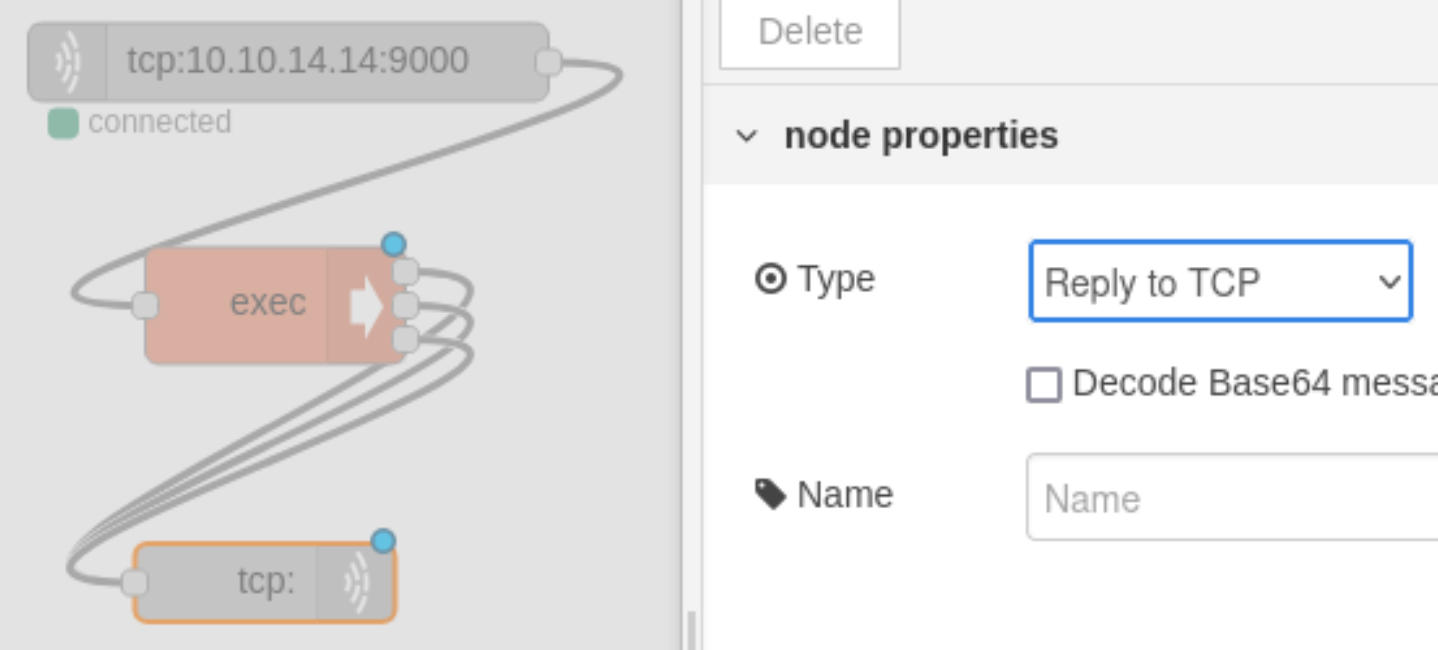 tcp:10.10.14.14:9000
connected
exec
tcp:
Delete
node properties
Type
Reply to TCP
Decode Base64 messa
Name
Name